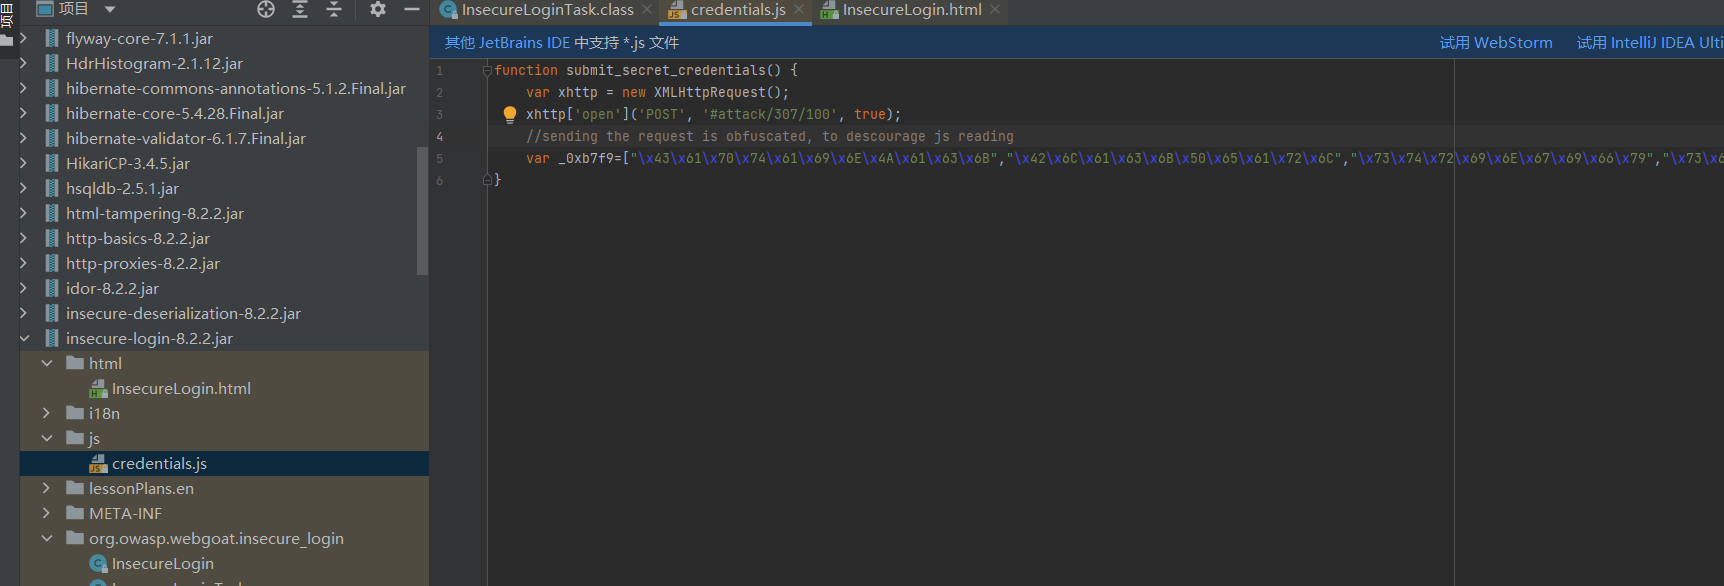 项目
项目
flyway-core-7.1.1.jar
HdrHistogram-2.1.12.jar
hibernate-commons-annotations-5.1.2.Final.jar
hibernate-core-5.4.28.Final.jar
hibernate-validator-6.1.7.Final.jar
HikariCP-3.4.5.jar
hsqldb-2.5.1.jar
html-tampering-8.2.2.jar
http-basics-8.2.2.jar
http-proxies-8.2.2.jar
idor-8.2.2.jar
insecure-deserialization-8.2.2.jar
insecure-login-8.2.2.jar
html
InsecureLogin.html
i18n
js
credentials.js
lessonPlans.en
META-INF
org.owasp.webgoat.insecure_login
InsecureLogin
InsecureLoginTask.class credentials.js InsecureLogin.html
其他 JetBrains IDE 中支持 *.js 文件 试用 WebStorm 试用 IntelliJ IDEA Ulti
1 function submit_secret_credentials() {
2 var xhttp = new XMLHttpRequest();
3 xhttp['open']('POST', '#attack/307/100', true);
4 //sending the request is obfuscated, to descourage js reading
5 var _0xb7f9=["\x43\x61\x70\x74\x61\x69\x6E\x4A\x61\x63\x6B","\x42\x6C\x61\x63\x6B\x50\x65\x61\x72\x6C","\x73\x74\x72\x69\x6E\x67\x69\x66\x79","\x73\x6
6 }